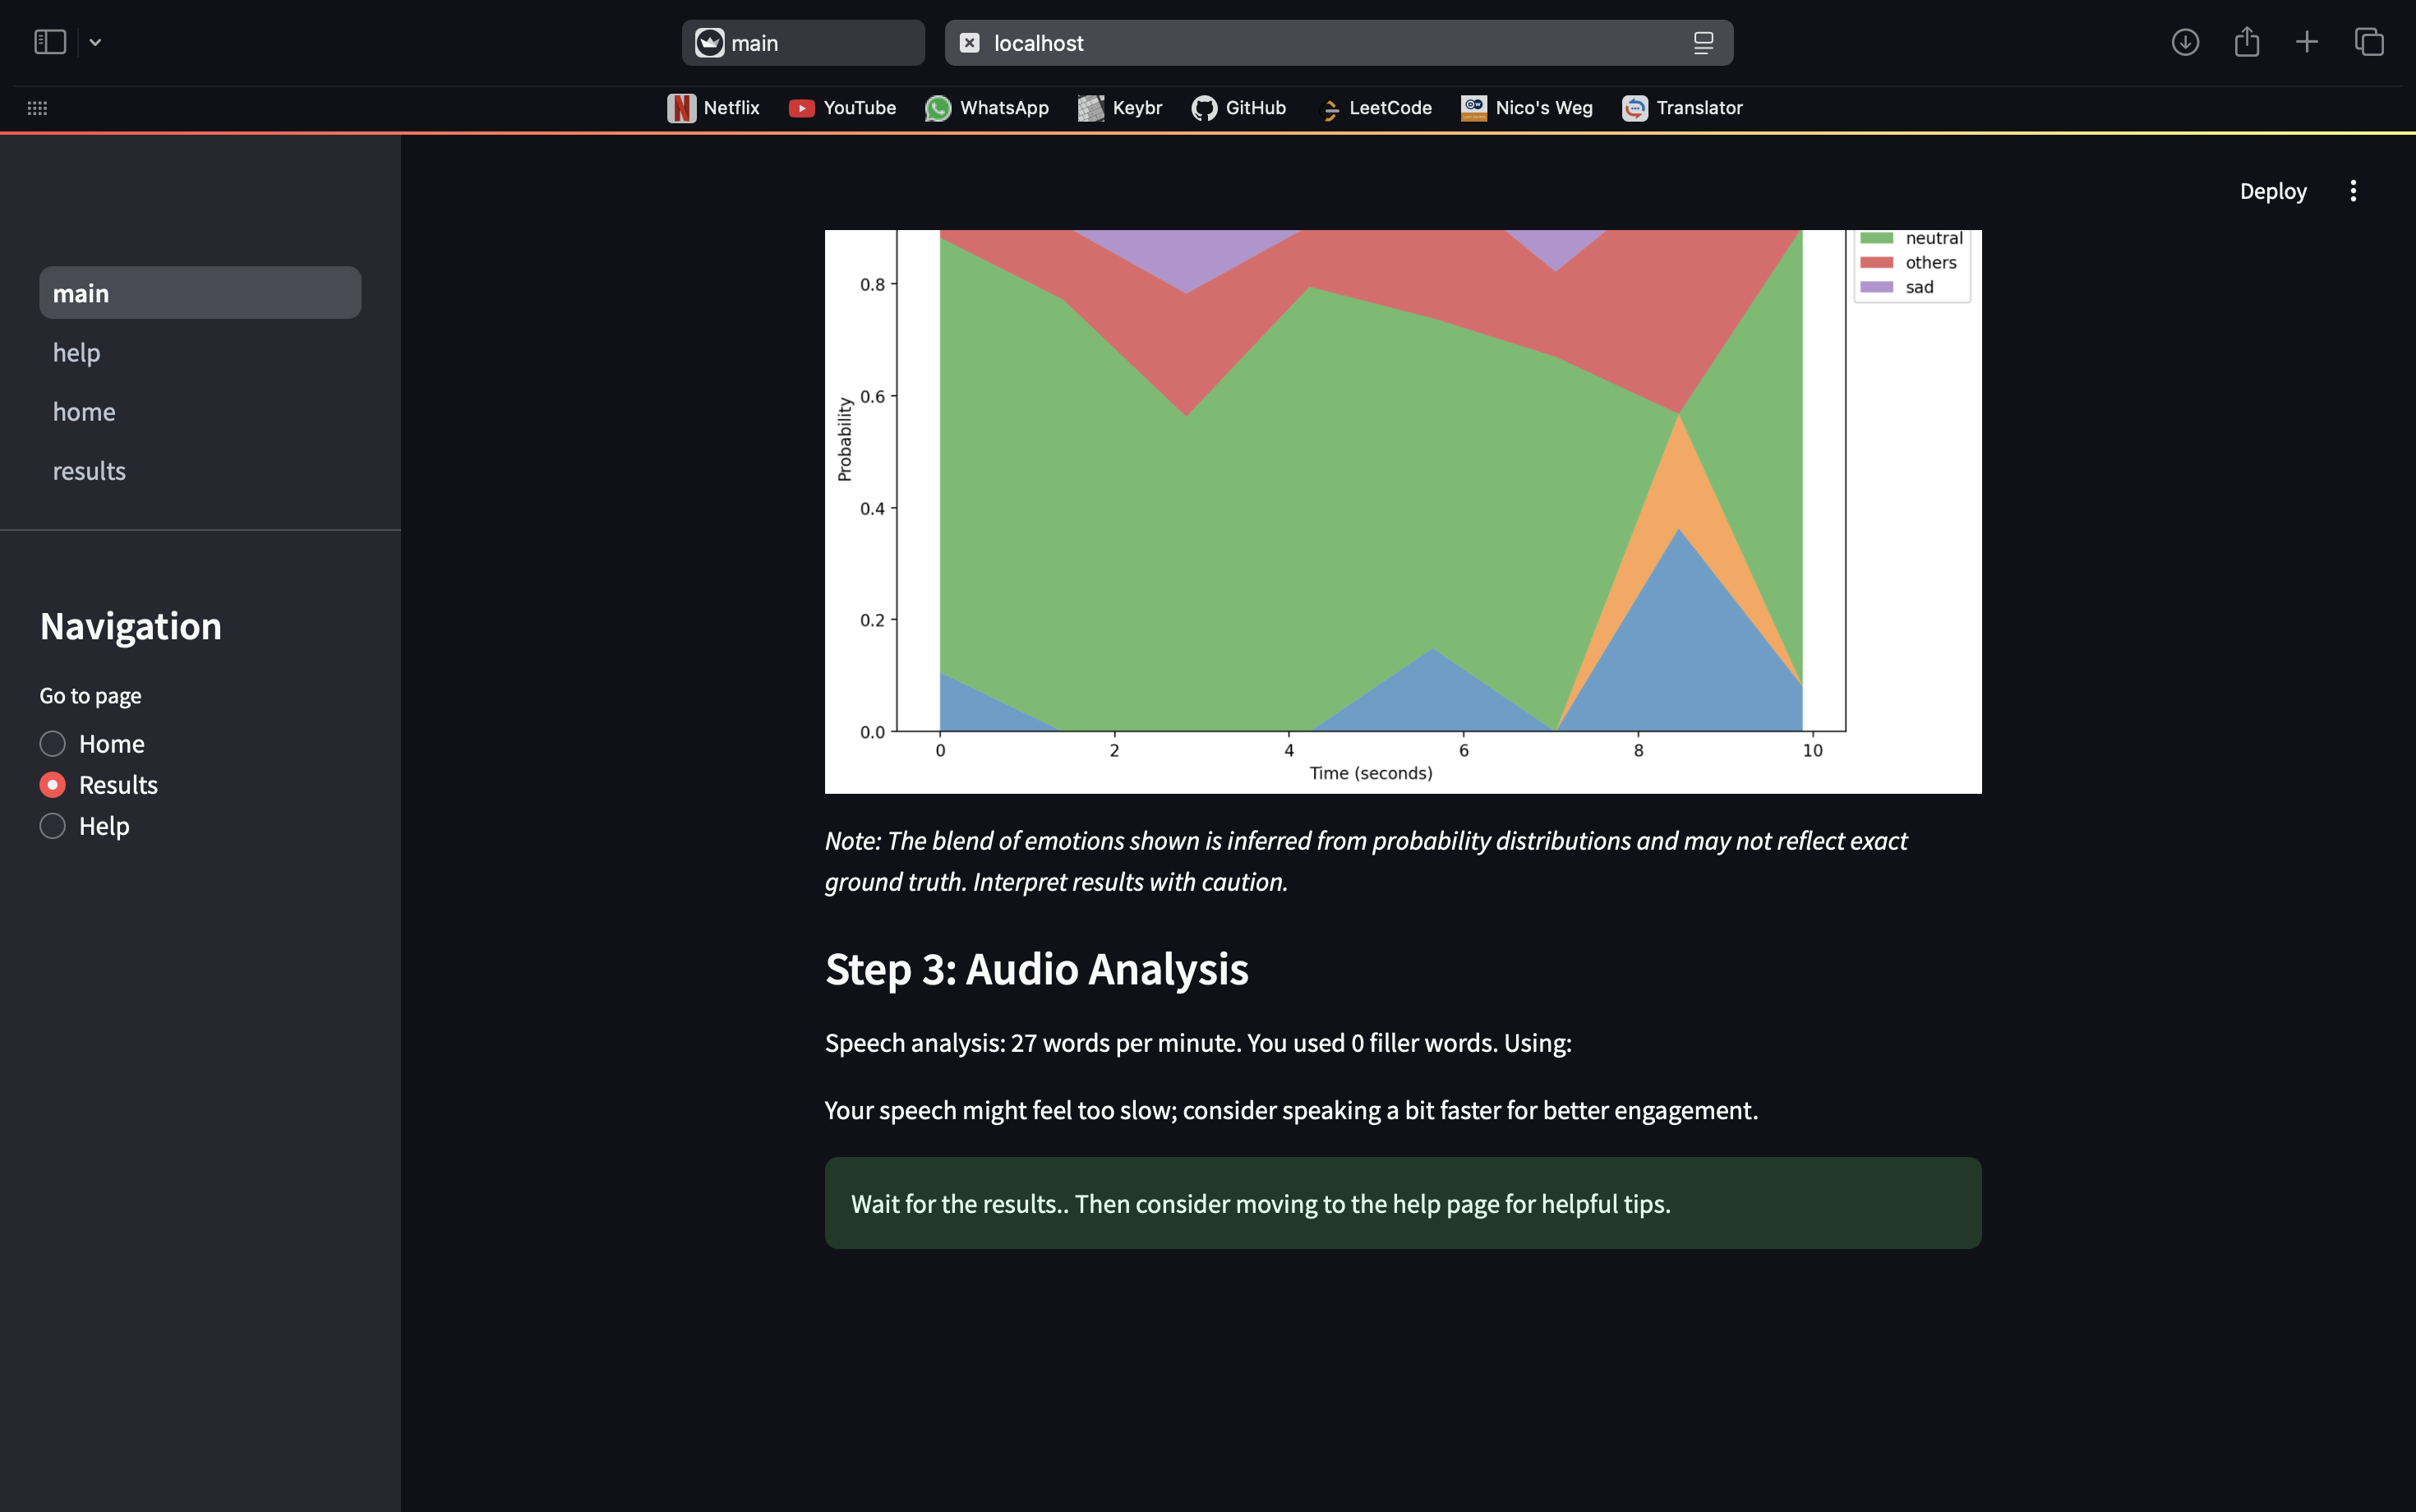 main
localhost
Netflix
YouTube
WhatsApp
Keybr
GitHub
LeetCode
Nico's Weg
Translator
Deploy
main
help
home
results
Navigation
Go to page
Home
Results
Help
neutral
others
sad
0.8
0.6
0.4
0.2
0.0
Probability
0
2
4
6
8
10
Time (seconds)
Note: The blend of emotions shown is inferred from probability distributions and may not reflect exact
ground truth. Interpret results with caution.
Step 3: Audio Analysis
Speech analysis: 27 words per minute. You used 0 filler words. Using:
Your speech might feel too slow; consider speaking a bit faster for better engagement.
Wait for the results.. Then consider moving to the help page for helpful tips.